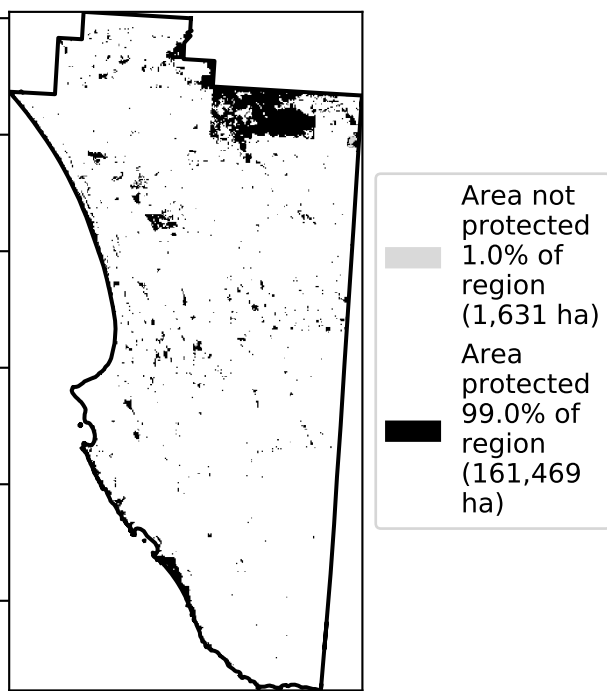 Area not
protected
1.0% of
region
(1,631 ha)
Area
protected
99.0% of
region
(161,469
ha)